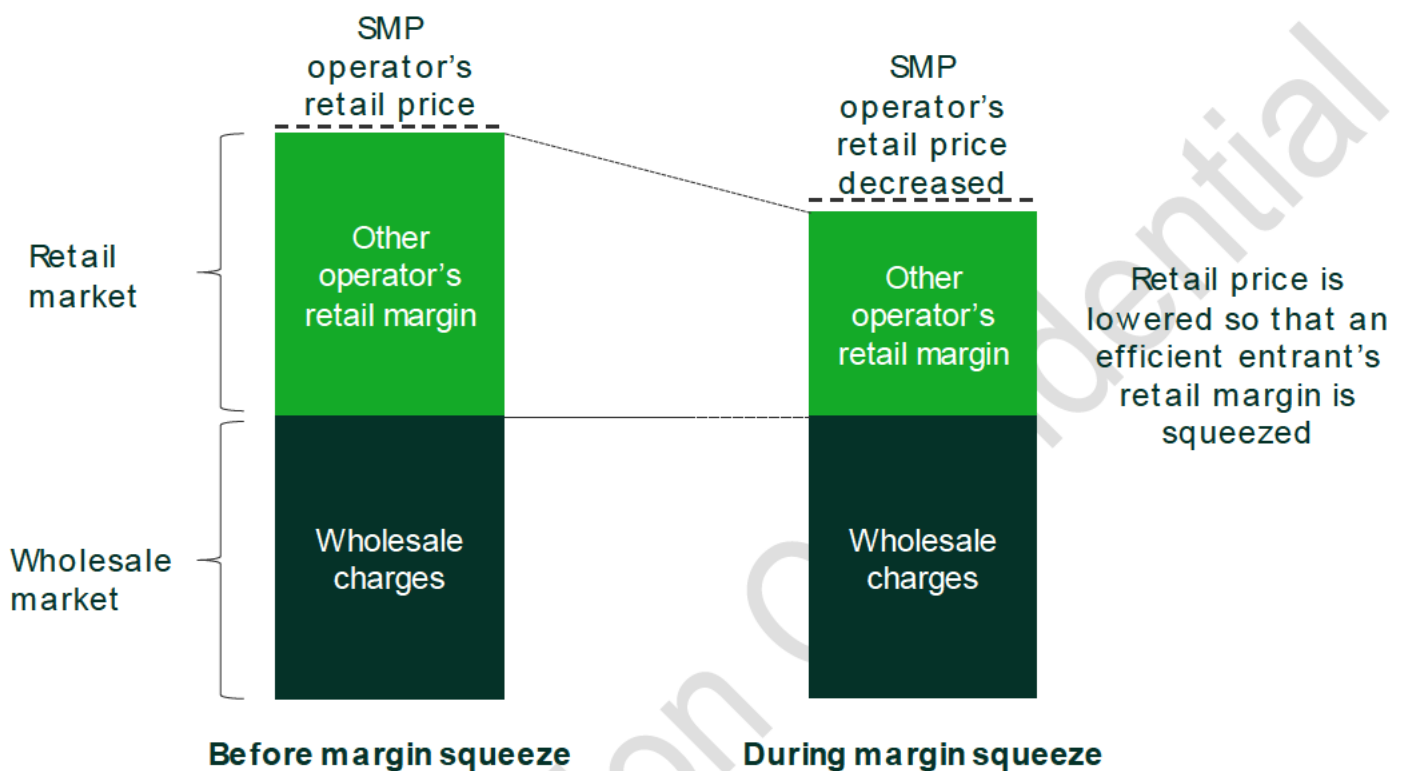 SMP
operator's
retail price
SMP
operator's
retail price
decreased
Retail
market
Other
operator's
retail margin
Other
operator's
retail margin
Retail price is
lowered so that an
efficient entrant's
retail margin is
squeezed
Wholesale
market
Wholesale
charges
Wholesale
charges
Before margin squeeze
During margin squeeze